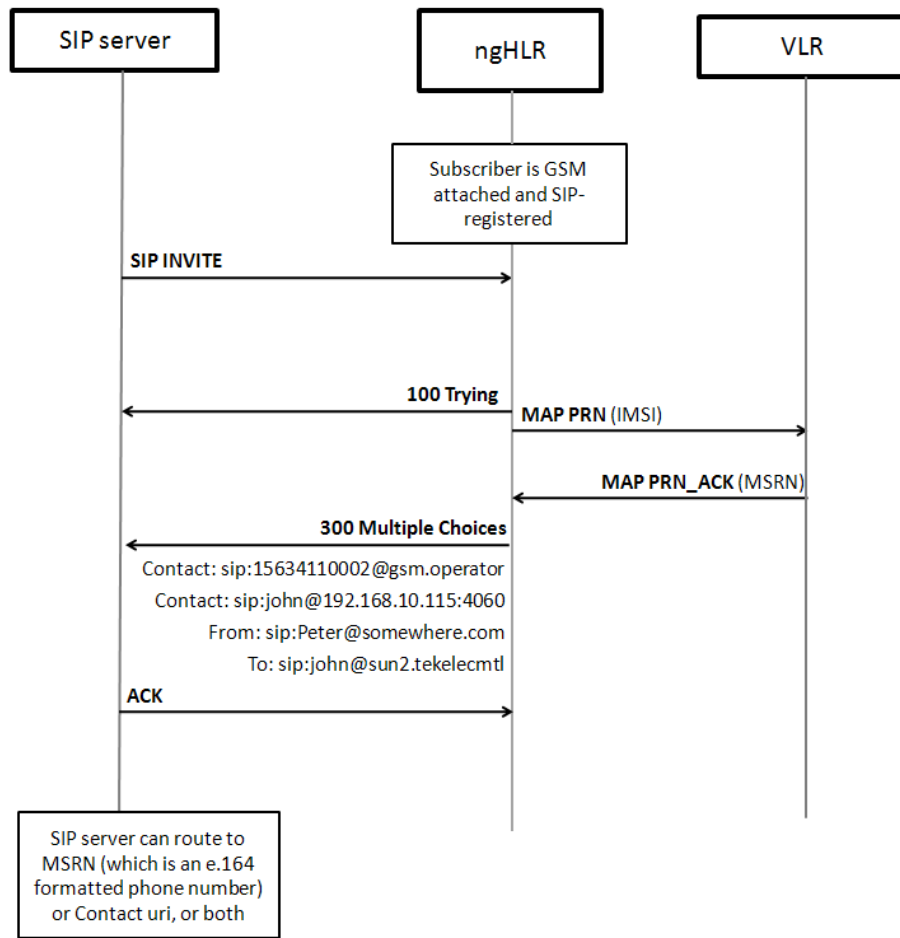 SIP server
ngHLR
VLR
Subscriber is GSM
attached and SIP-
registered
SIP INVITE
100 Trying
MAP PRN (IMSI)
MAP PRN_ACK (MSRN)
300 Multiple Choices
Contact: sip:15634110002@gsm.operator
Contact: sip:john@192.168.10.115:4060
From: sip:Peter@somewhere.com
To: sip:john@sun2.tekelecmtl
ACK
SIP server can route to
MSRN (which is an e.164
formatted phone number)
or Contact uri, or both